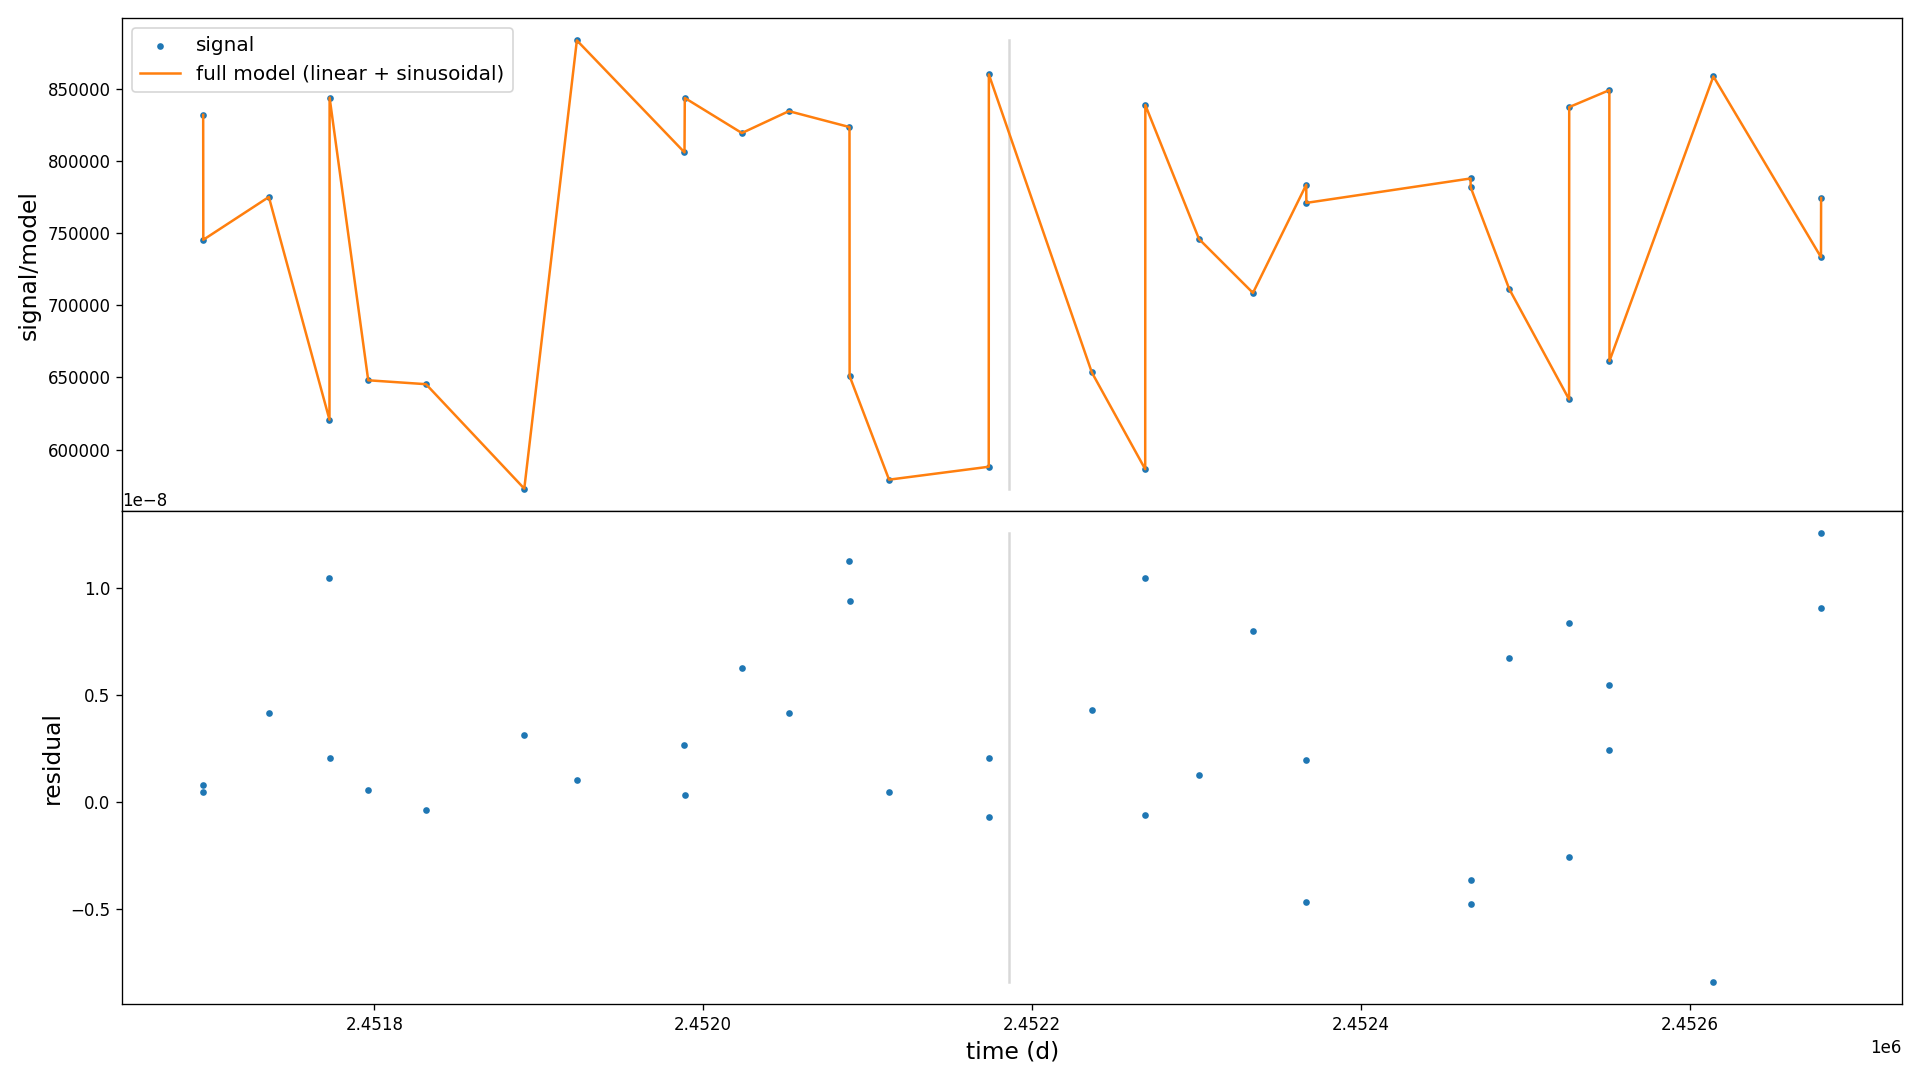 signal
full model (linear + sinusoidal)
850000
800000
750000
700000
650000
600000
signal/model
1e−8
1.0
0.5
0.0
−0.5
residual
2.4518
2.4520
2.4522
2.4524
2.4526
time (d)
1e6